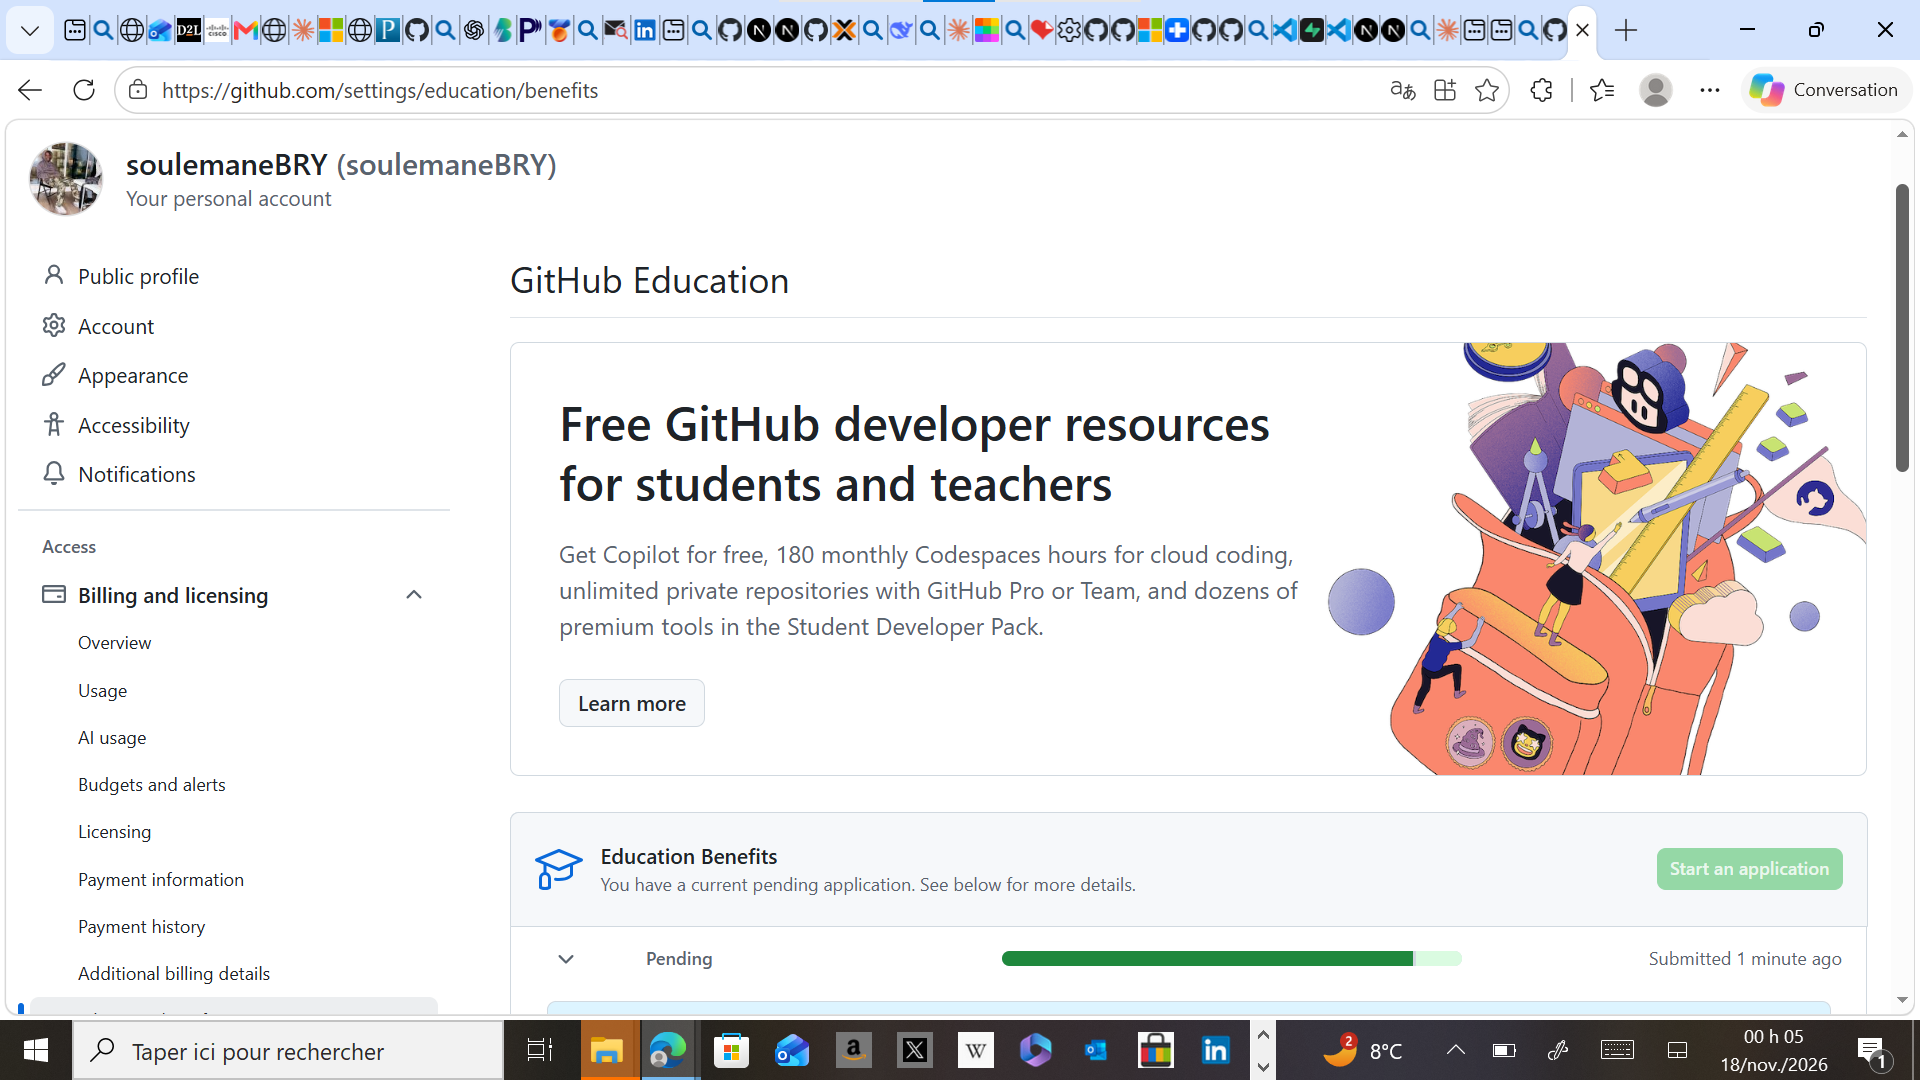 https://github.com/settings/education/benefits
Conversation
soulemaneBRY (soulemaneBRY)
Your personal account
Public profile
Account
Appearance
Accessibility
Notifications
Access
Billing and licensing
Overview
Usage
AI usage
Budgets and alerts
Licensing
Payment information
Payment history
Additional billing details
GitHub Education
Free GitHub developer resources
for students and teachers
Get Copilot for free, 180 monthly Codespaces hours for cloud coding,
unlimited private repositories with GitHub Pro or Team, and dozens of
premium tools in the Student Developer Pack.
Learn more
Education Benefits
You have a current pending application. See below for more details.
Start an application
Pending
Submitted 1 minute ago
Taper ici pour rechercher
2
8°C
00 h 05
18/nov./2026
1